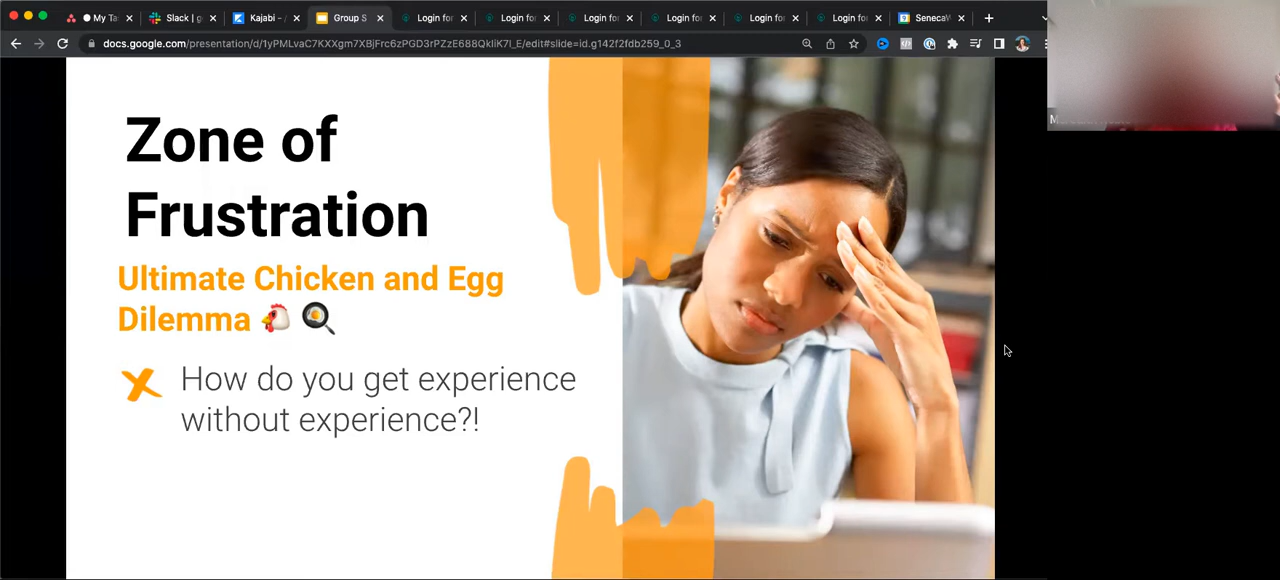 My Ta
Slack | g
Kajabi - /
Group S
Login for
Login for
Login for
Login for
Login for
Login for
SenecaW
docs.google.com/presentation/d/1yPMLvaC7KXXgm7XBjFrc6zPGD3rPZzE688QkliK7l_E/edit#slide=id.g142f2fdb259_0_3
Zone of
Frustration
Ultimate Chicken and Egg
Dilemma 🐔 🍳
How do you get experience
without experience?!